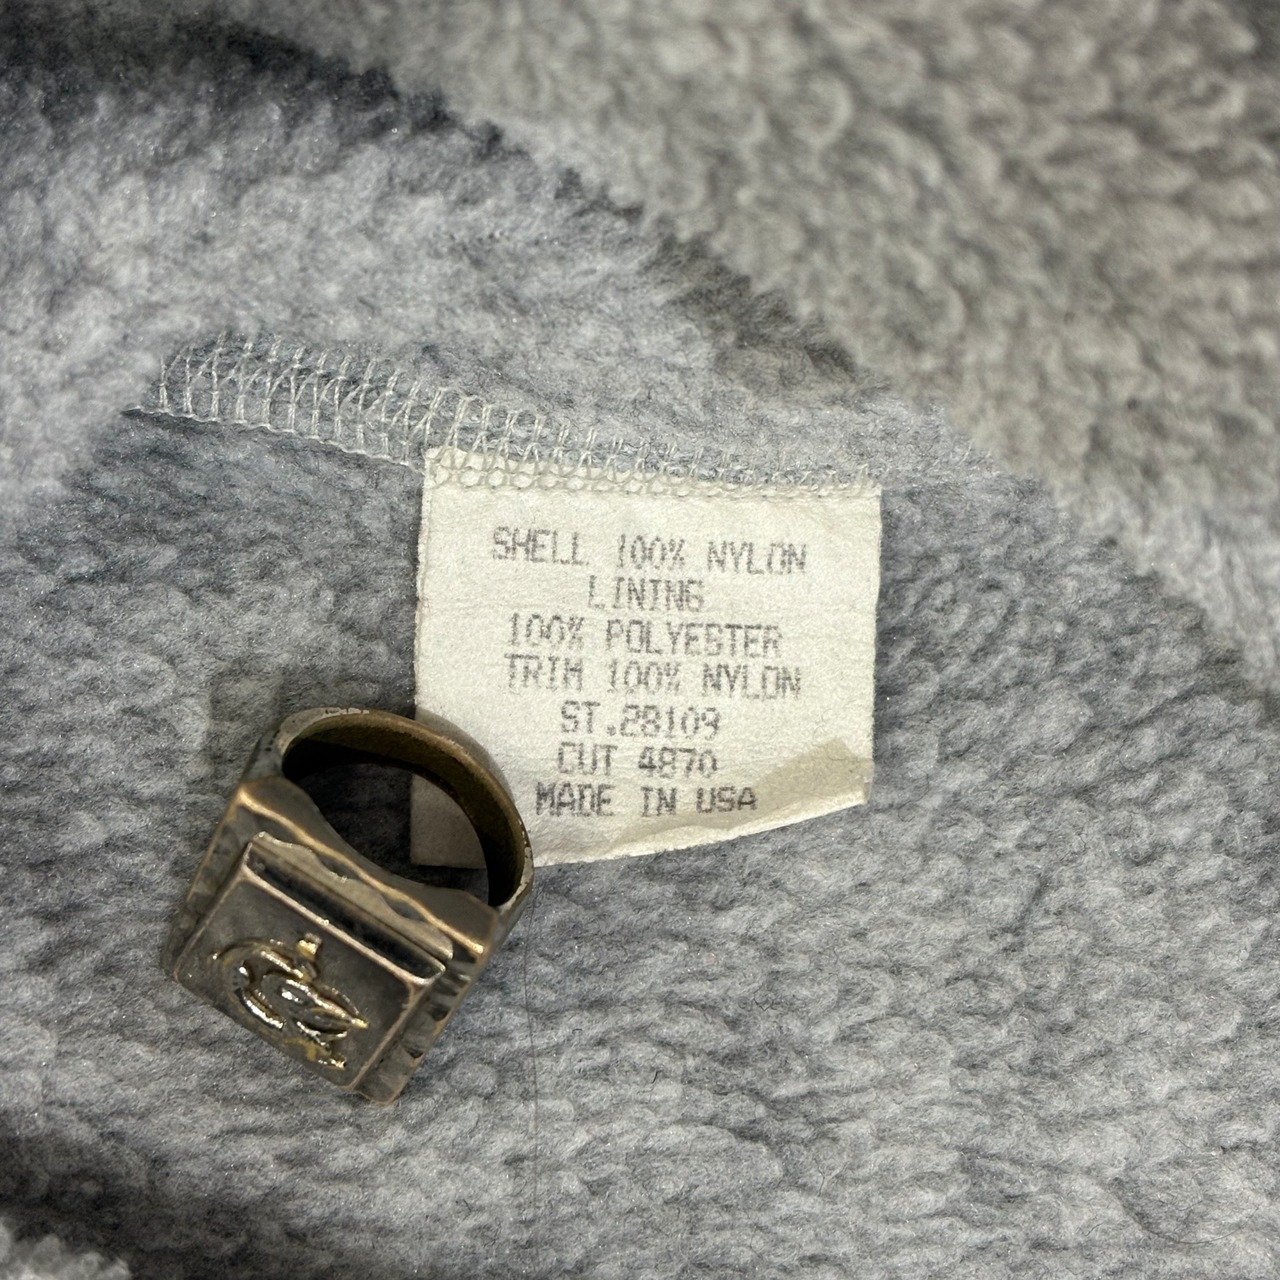 SHELL 100% NYLON
LINING
100% POLYESTER
TRIM 100% NYLON
ST.28109
CUT 4870
MADE IN USA